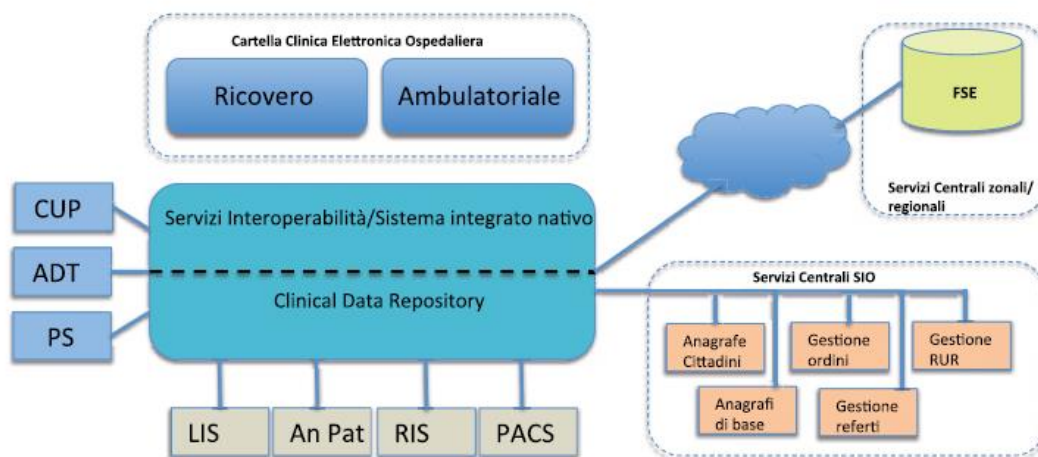 Cartella Clinica Elettronica Ospedaliera
Ricovero
Ambulatoriale
FSE
Servizi Centrali zonali/
regionali
CUP
ADT
PS
Servizi Interoperabilità/Sistema integrato nativo
Clinical Data Repository
Servizi Centrali SIO
Anagrafe
Cittadini
Gestione
ordini
Gestione
RUR
Anagrafi
di base
Gestione
referti
LIS
An Pat
RIS
PACS